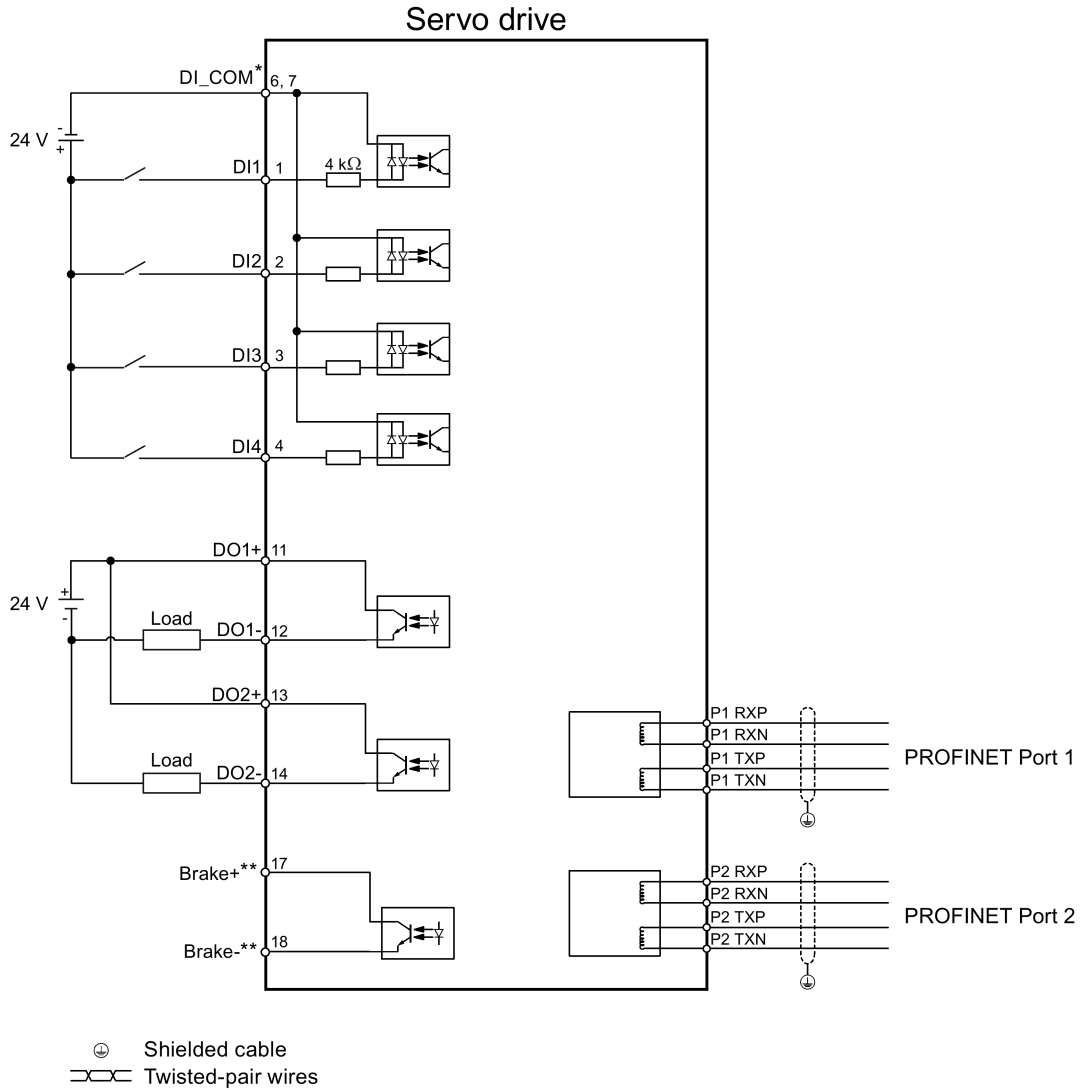 Servo drive
DI_COM* 6, 7
24 V - +
DI1 1 4 kΩ
DI2 2
DI3 3
DI4 4
DO1+ 11
24 V + -
Load DO1- 12
DO2+ 13
Load DO2- 14
Brake+** 17
Brake-** 18
P1 RXP
P1 RXN
P1 TXP
P1 TXN
PROFINET Port 1
P2 RXP
P2 RXN
P2 TXP
P2 TXN
PROFINET Port 2
Shielded cable
Twisted-pair wires